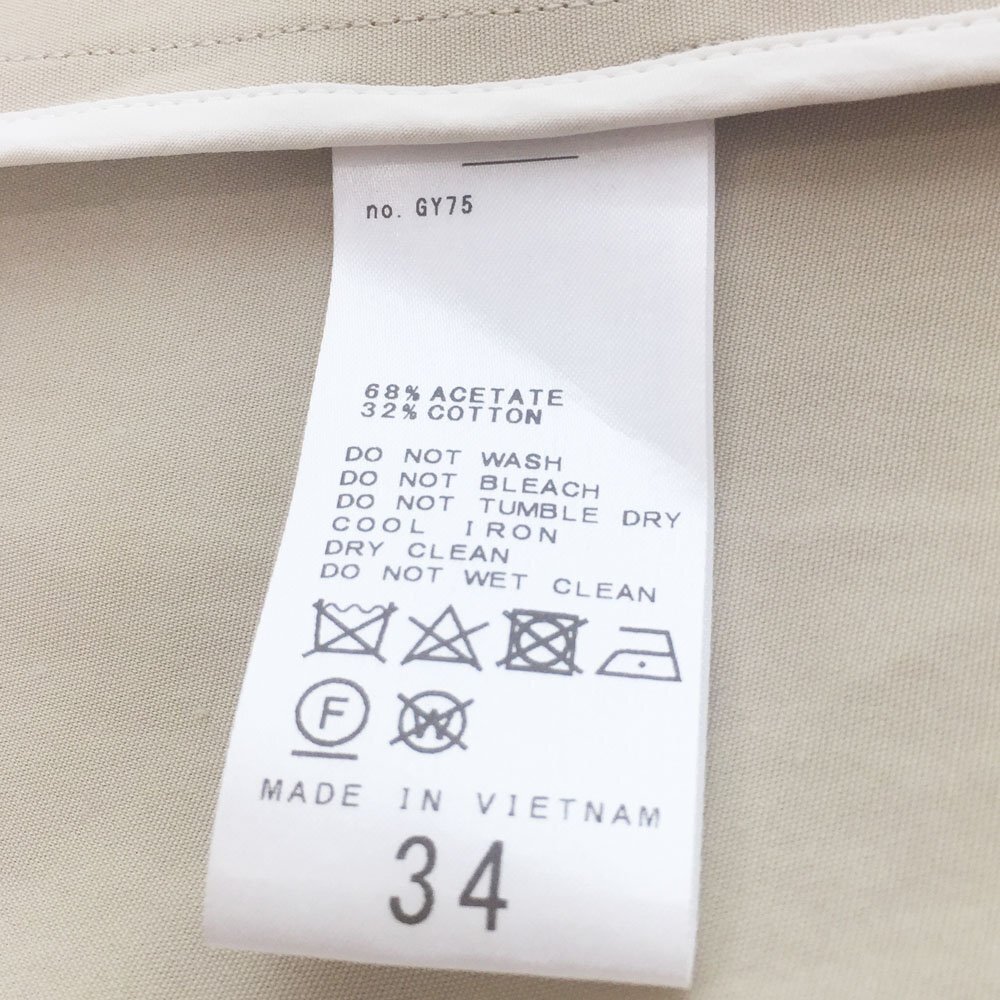 no. GY75
68% ACETATE
32% COTTON
DO NOT WASH
DO NOT BLEACH
DO NOT TUMBLE DRY
COOL IRON
DRY CLEAN
DO NOT WET CLEAN
F W
MADE IN VIETNAM
34